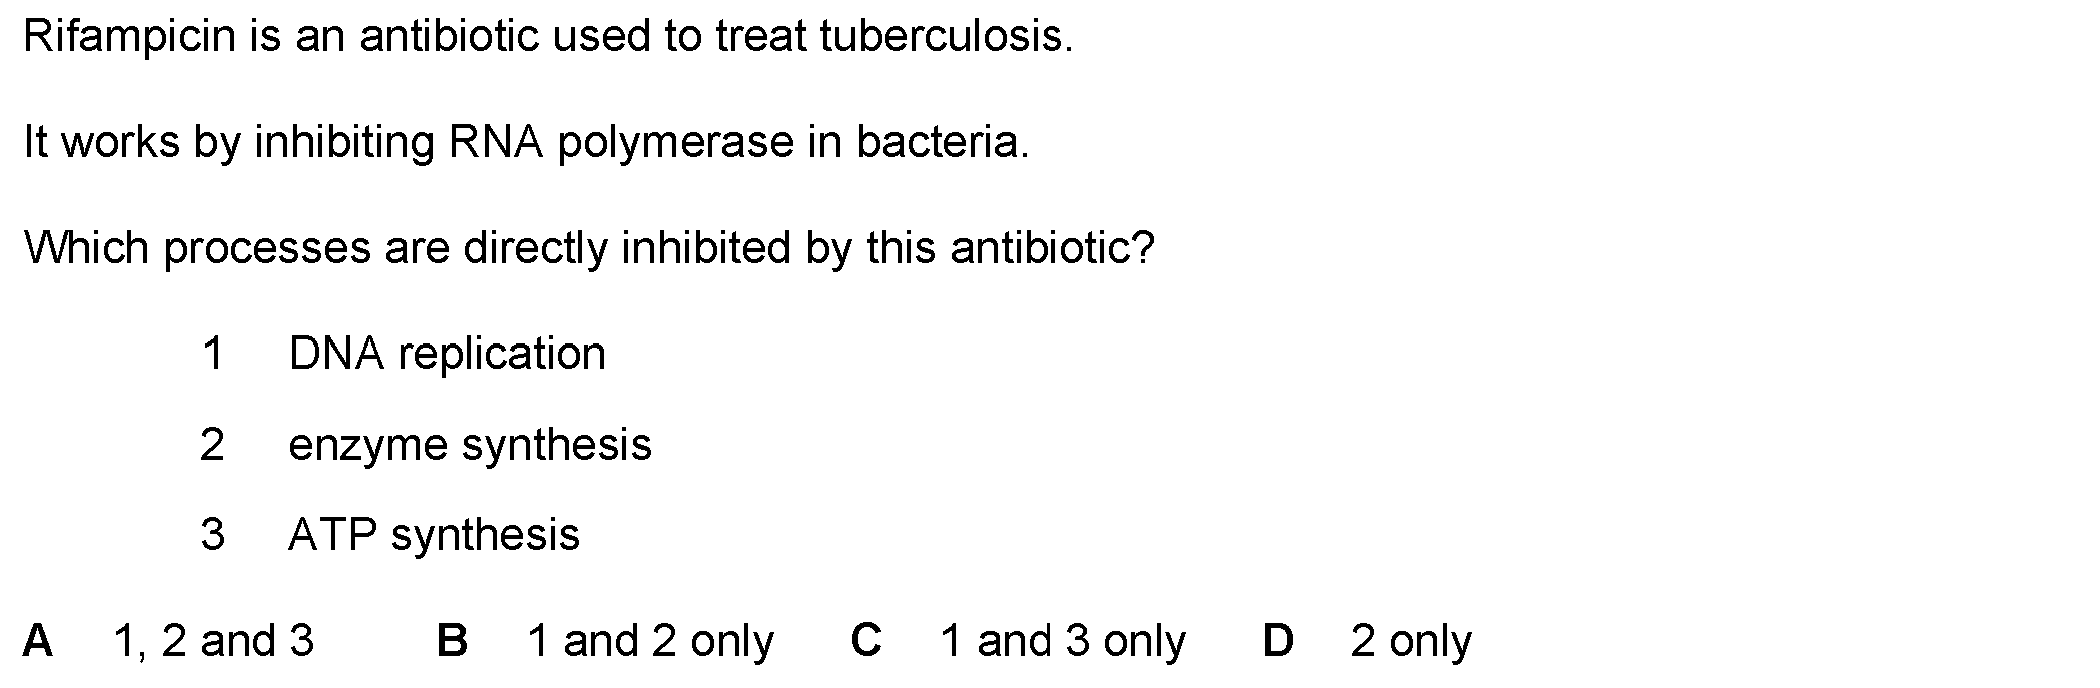 Rifampicin is an antibiotic used to treat tuberculosis.
It works by inhibiting RNA polymerase in bacteria.
Which processes are directly inhibited by this antibiotic?
1 DNA replication
2 enzyme synthesis
3 ATP synthesis
A 1, 2 and 3 B 1 and 2 only C 1 and 3 only D 2 only